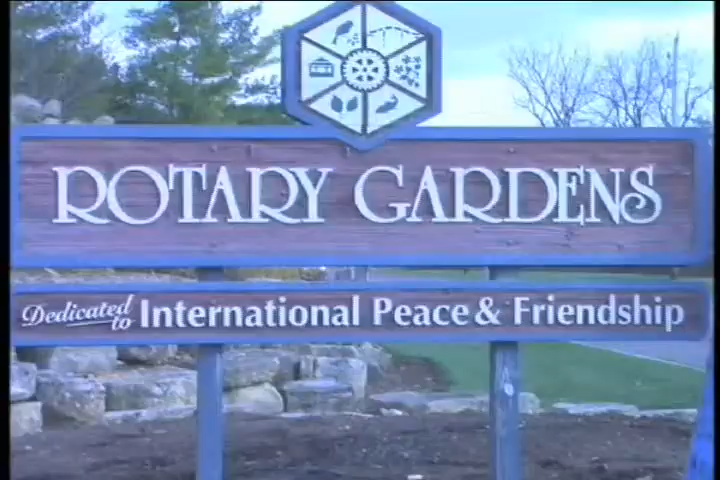 ROTARY GARDENS
Dedicated to International Peace & Friendship